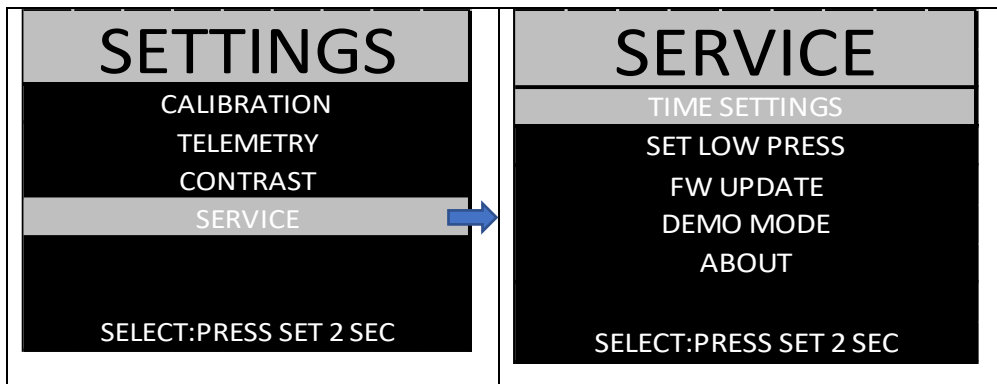 SETTINGS
CALIBRATION
TELEMETRY
CONTRAST
SERVICE
SELECT:PRESS SET 2 SEC
SERVICE
TIME SETTINGS
SET LOW PRESS
FW UPDATE
DEMO MODE
ABOUT
SELECT:PRESS SET 2 SEC